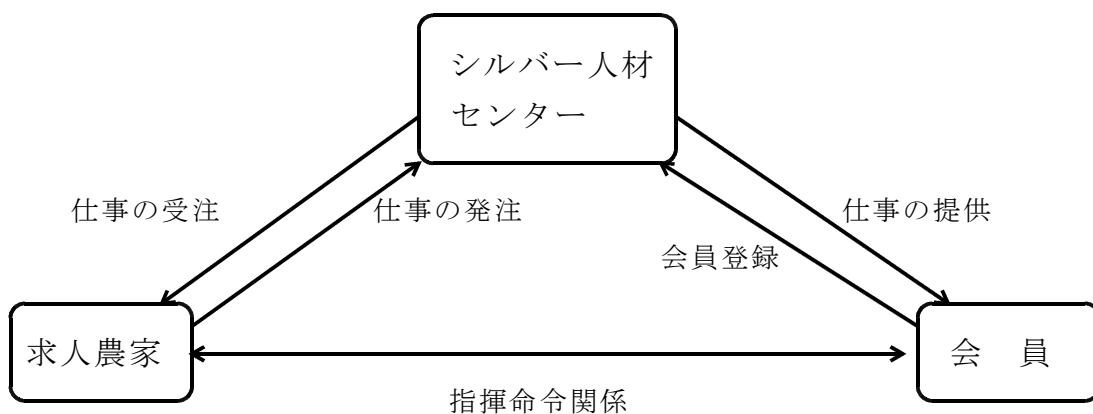 シルバー人材
センター
仕事の受注
仕事の発注
仕事の提供
会員登録
求人農家
会　員
指揮命令関係